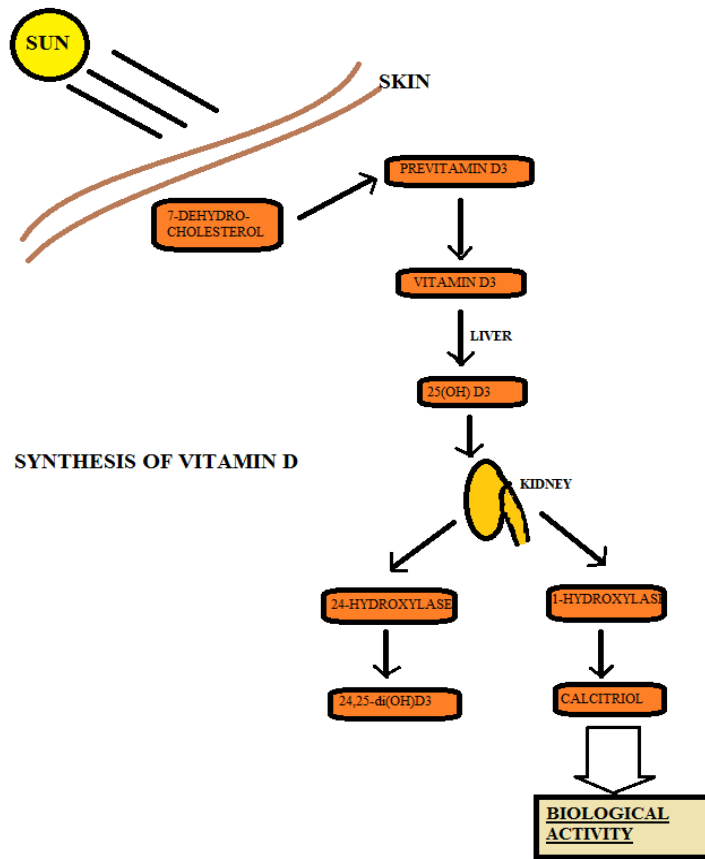 SUN
SKIN
PREVITAMIN D3
7-DEHYDRO-
CHOLESTEROL
VITAMIN D3
LIVER
25(OH) D3
SYNTHESIS OF VITAMIN D
KIDNEY
24-HYDROXYLASE
1-HYDROXYLASE
24,25-di(OH)D3
CALCITRIOL
BIOLOGICAL
ACTIVITY